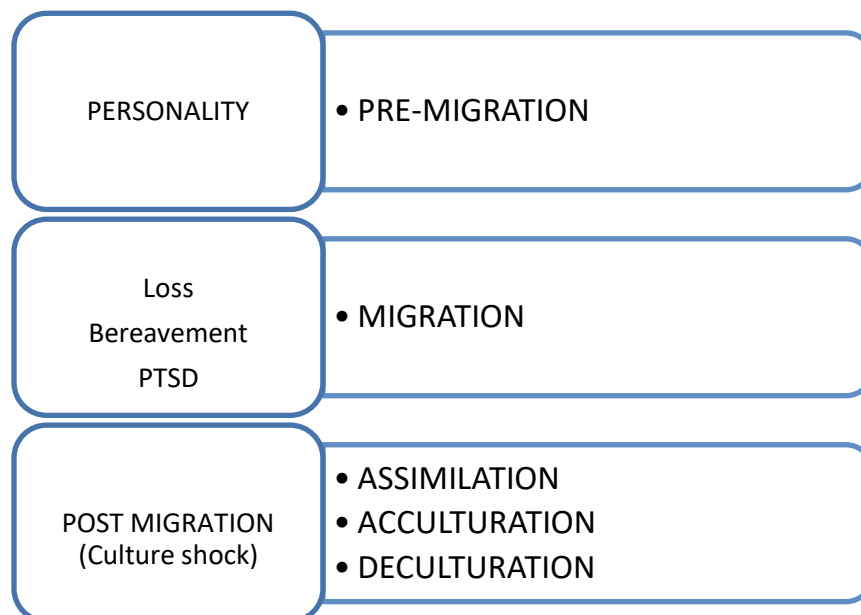 PERSONALITY
• PRE-MIGRATION
Loss
Bereavement
PTSD
• MIGRATION
POST MIGRATION
(Culture shock)
• ASSIMILATION
• ACCULTURATION
• DECULTURATION